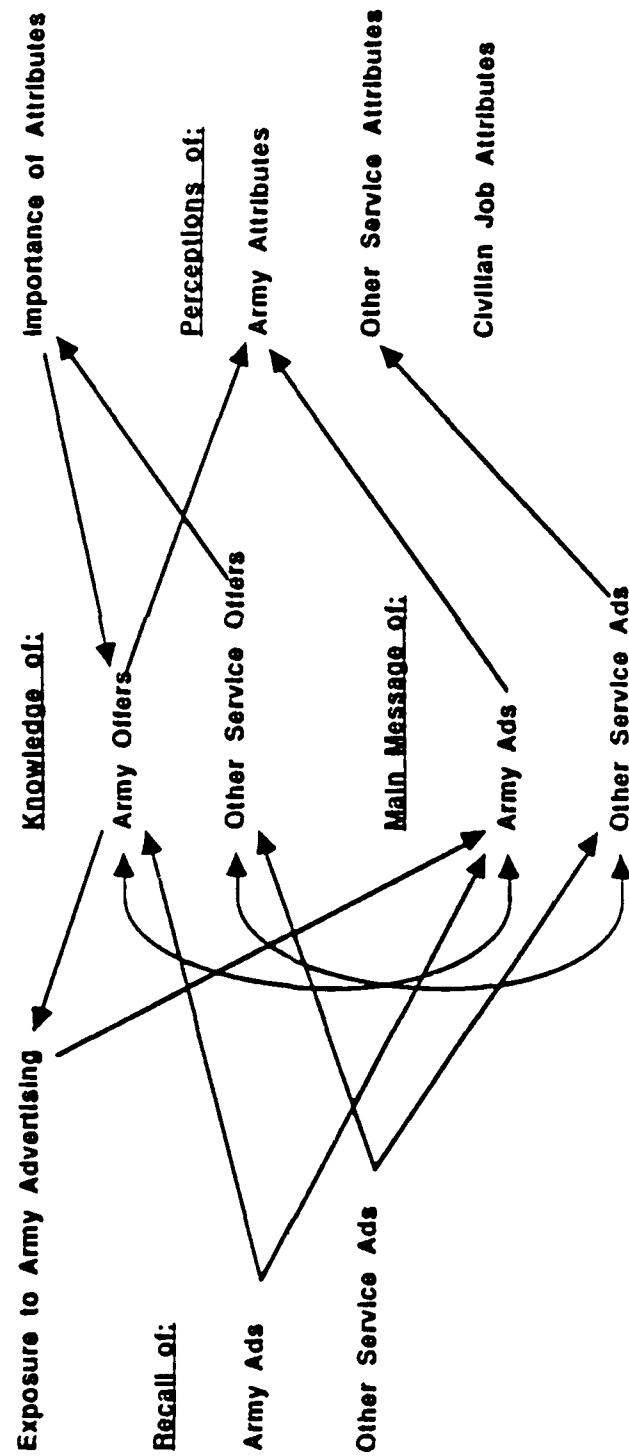 Exposure to Army Advertising
Recall of:
Army Ads
Other Service Ads
Knowledge of:
Army Offers
Other Service Offers
Main Message of:
Army Ads
Other Service Ads
Importance of Attributes
Perceptions of:
Army Attributes
Other Service Attributes
Civilian Job Attributes